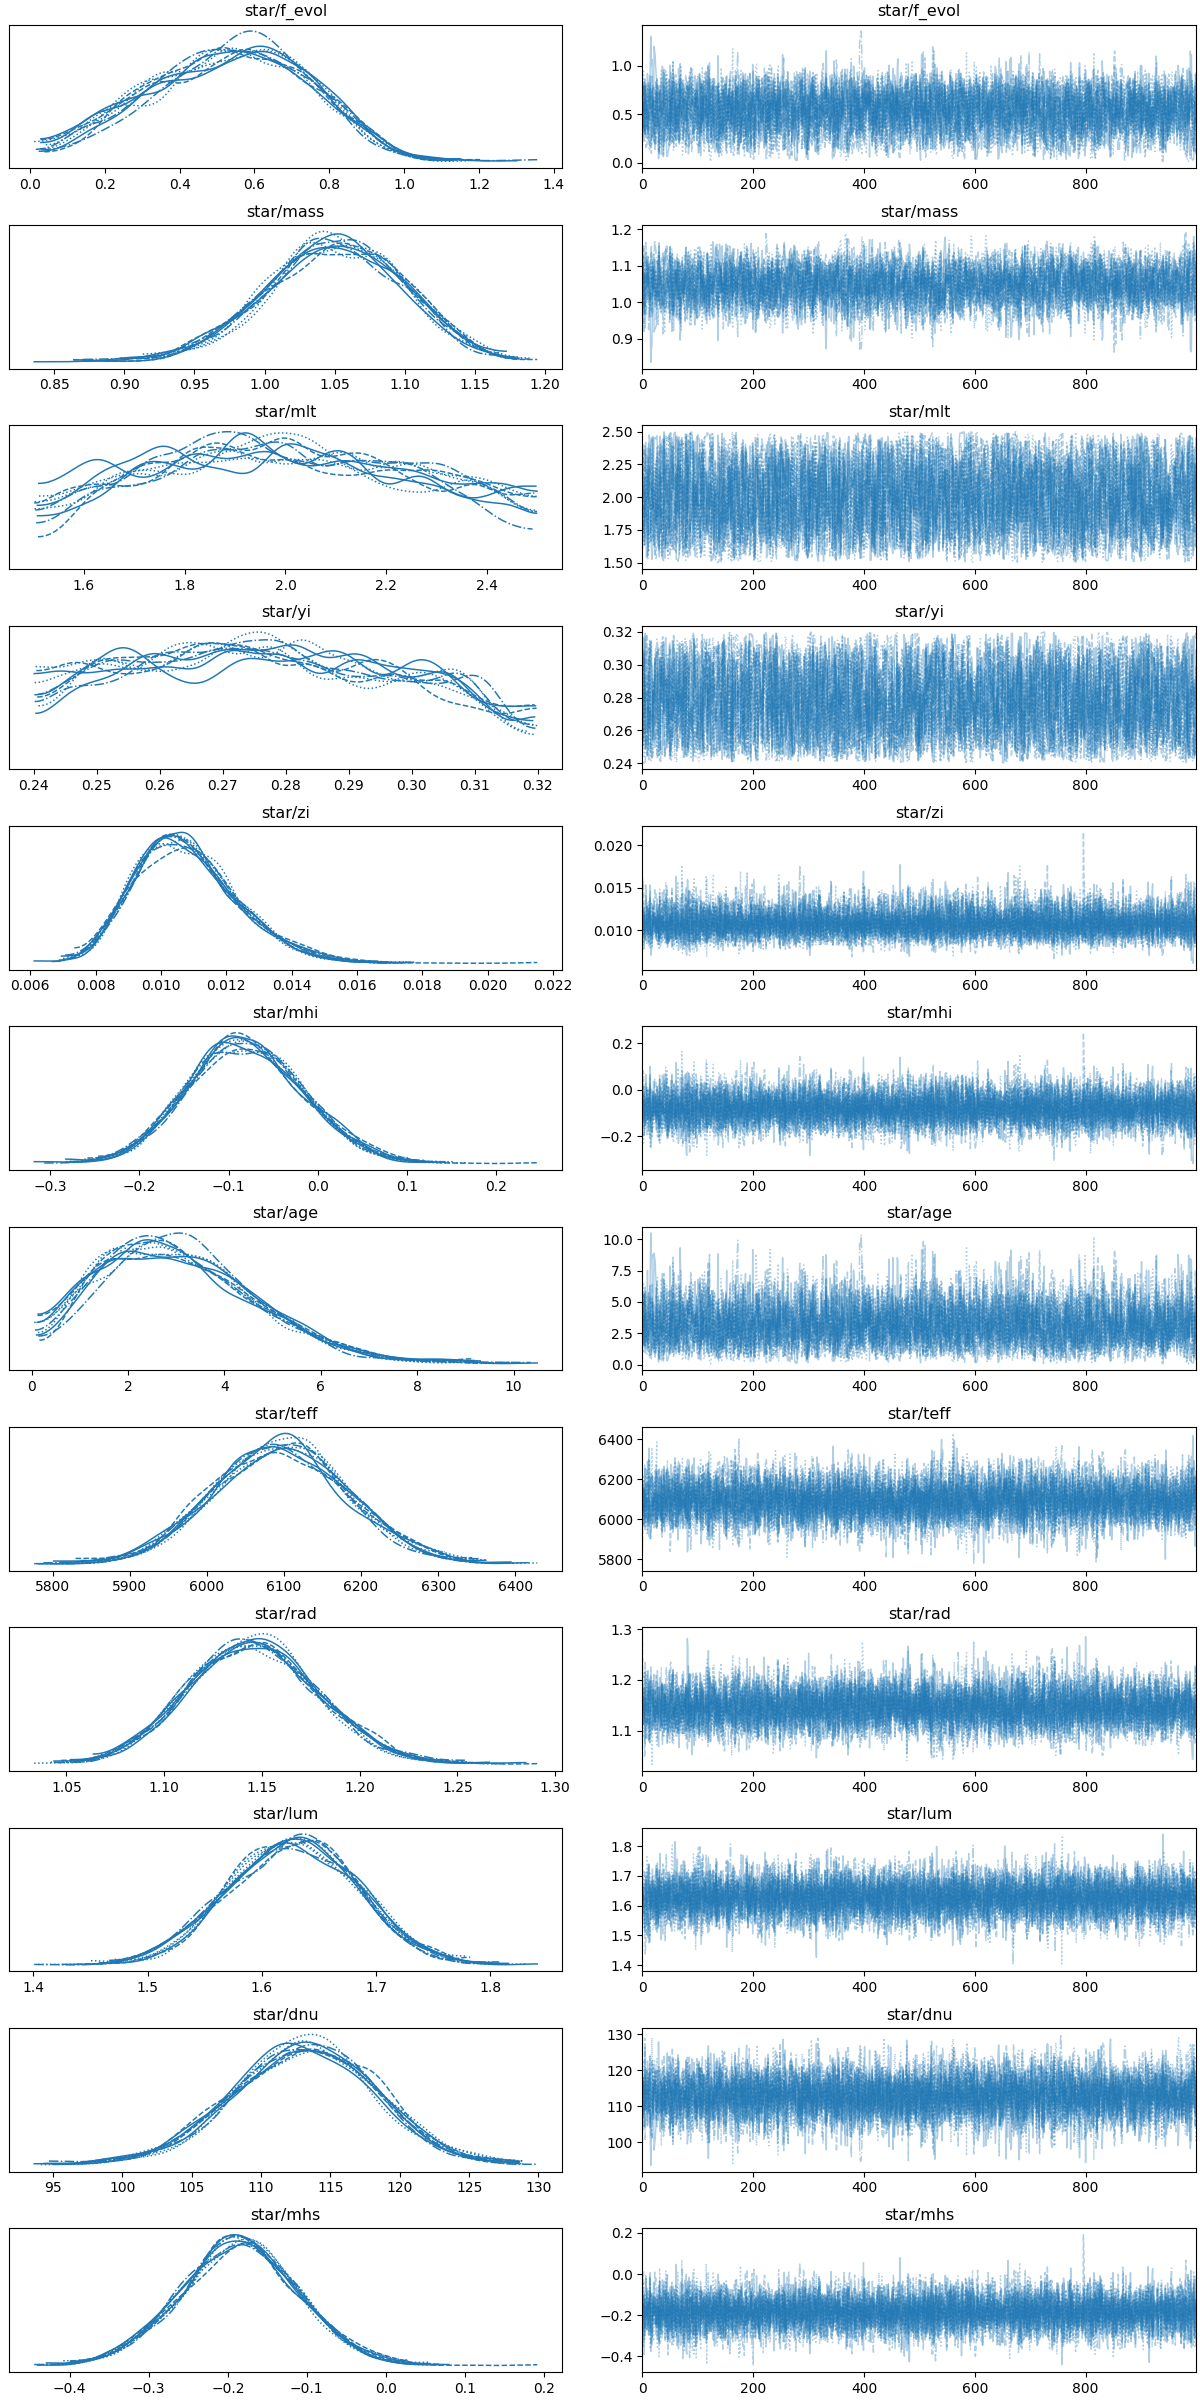 star/f_evol star/f_evol
1.0
0.5
0.0
0.0 0.2 0.4 0.6 0.8 1.0 1.2 1.4 0 200 400 600 800
star/mass star/mass
1.2
1.1
1.0
0.9
0.85 0.90 0.95 1.00 1.05 1.10 1.15 1.20 0 200 400 600 800
star/mlt star/mlt
2.50
2.25
2.00
1.75
1.50
1.6 1.8 2.0 2.2 2.4 0 200 400 600 800
star/yi star/yi
0.32
0.30
0.28
0.26
0.24
0.24 0.25 0.26 0.27 0.28 0.29 0.30 0.31 0.32 0 200 400 600 800
star/zi star/zi
0.020
0.015
0.010
0.006 0.008 0.010 0.012 0.014 0.016 0.018 0.020 0.022 0 200 400 600 800
star/mhi star/mhi
0.2
0.0
−0.2
−0.3 −0.2 −0.1 0.0 0.1 0.2 0 200 400 600 800
star/age star/age
10.0
7.5
5.0
2.5
0.0
0 2 4 6 8 10 0 200 400 600 800
star/teff star/teff
6400
6200
6000
5800
5800 5900 6000 6100 6200 6300 6400 0 200 400 600 800
star/rad star/rad
1.3
1.2
1.1
1.05 1.10 1.15 1.20 1.25 1.30 0 200 400 600 800
star/lum star/lum
1.8
1.7
1.6
1.5
1.4
1.4 1.5 1.6 1.7 1.8 0 200 400 600 800
star/dnu star/dnu
130
120
110
100
95 100 105 110 115 120 125 130 0 200 400 600 800
star/mhs star/mhs
0.2
0.0
−0.2
−0.4
−0.4 −0.3 −0.2 −0.1 0.0 0.1 0.2 0 200 400 600 800